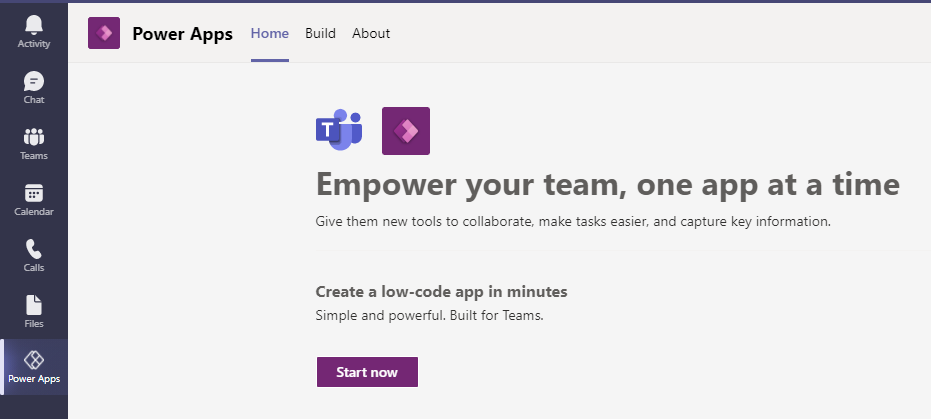 Activity
Chat
Teams
Calendar
Calls
Files
Power Apps
Power Apps Home Build About
T
Empower your team, one app at a time
Give them new tools to collaborate, make tasks easier, and capture key information.
Create a low-code app in minutes
Simple and powerful. Built for Teams.
Start now